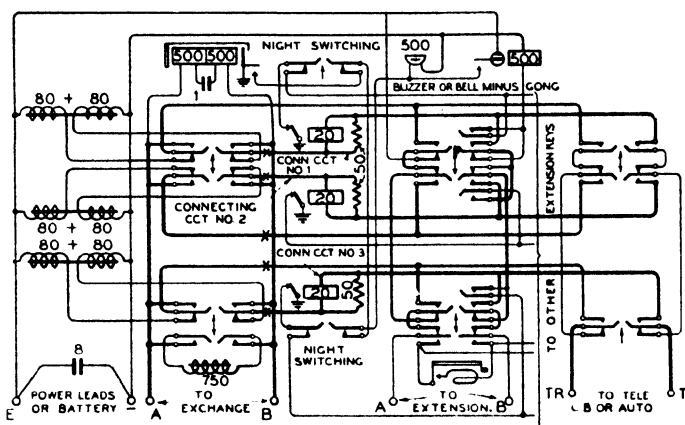 500 500
1
NIGHT SWITCHING
500
500
BUZZER OR BELL MINUS GONG
80 + 80
20
CONN CCT
NO 1
50
20
CONNECTING
CCT NO. 2
80 + 80
80 + 80
CONN CCT NO 3
20
50
NIGHT
SWITCHING
TO OTHER EXTENSION KEYS
8
750
E
POWER LEADS
OR BATTERY
–
A
TO
EXCHANGE
B
A
TO
EXTENSION.
B
TR
TO TELE
C.B OR AUTO
T